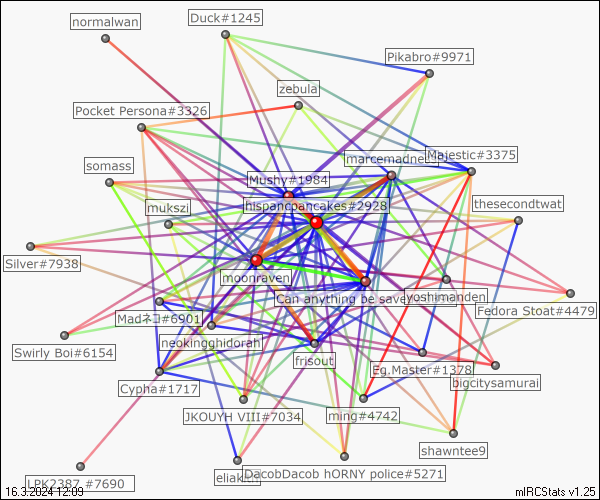 normalwan
Duck#1245
Pikabro#9971
zebula
Pocket Persona#3326
marcemadne
Majestic#3375
somass
Mushy#1984
hispancpancakes#2928
mukszi
thesecondtwat
Silver#7938
moonraven
Can anything be save
yoshimanden
Fedora Stoat#4479
Madネコ#6901
neokingghidorah
Swirly Boi#6154
frisout
Eg.Master#1378
bigcitysamurai
Cypha#1717
JKOUYH VIII#7034
ming#4742
shawntee9
eliak
DacobDacob hORNY police#5271
LPK2387 #7690
16.3.2024 12:09
mIRCStats v1.25